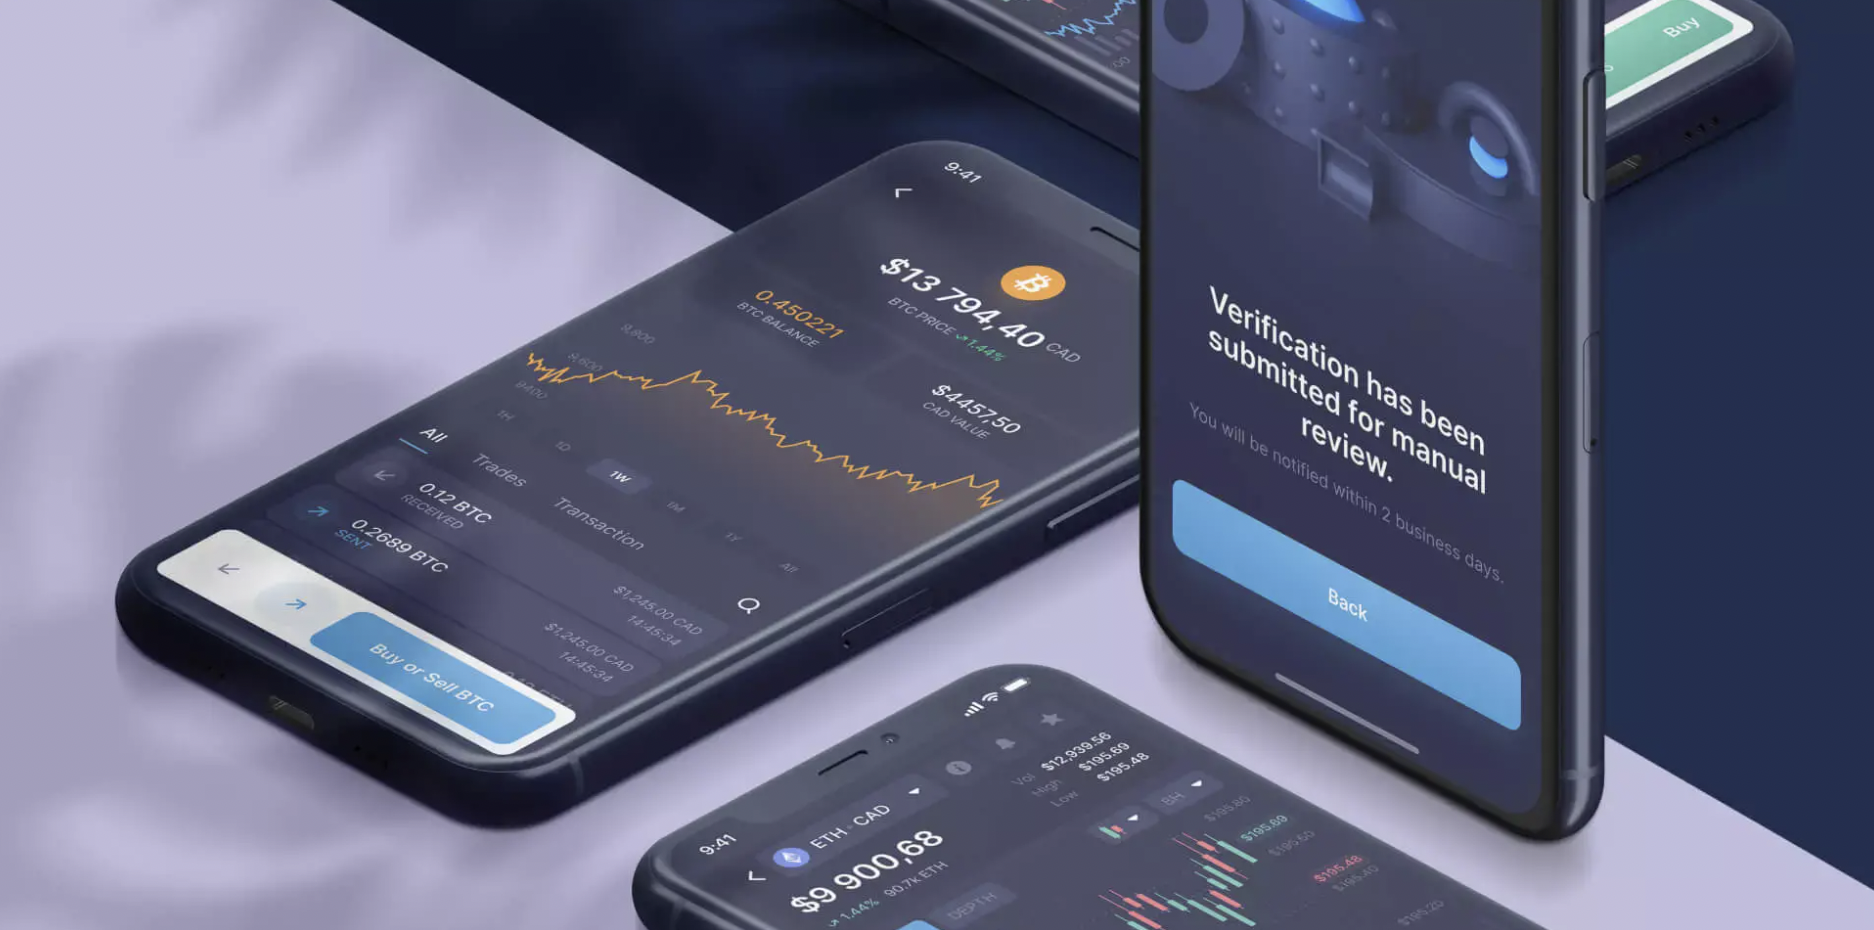 Buy
9:41
$13 794,40 CAD
BTC PRICE 1.44%
0.450221
BTC BALANCE
$4457,50
CAD VALUE
9,800
9,600
9,400
1H
1D
1W
1M
1Y
All
All
Trades
Transaction
0.12 BTC
RECEIVED
$1,245.00 CAD
14:45:34
0.2689 BTC
SENT
$1,245.00 CAD
14:45:34
Buy or Sell BTC
Verification has been
submitted for manual
review.
You will be notified within 2 business days.
Back
9:41
ETH · CAD
$9 900,68
1.44% 90.7k ETH
Vol $12,939.56
High $195.69
Low $195.48
DEPTH
8H
$195.80
$195.69
$195.60
$195.48
$195.40
$195.20